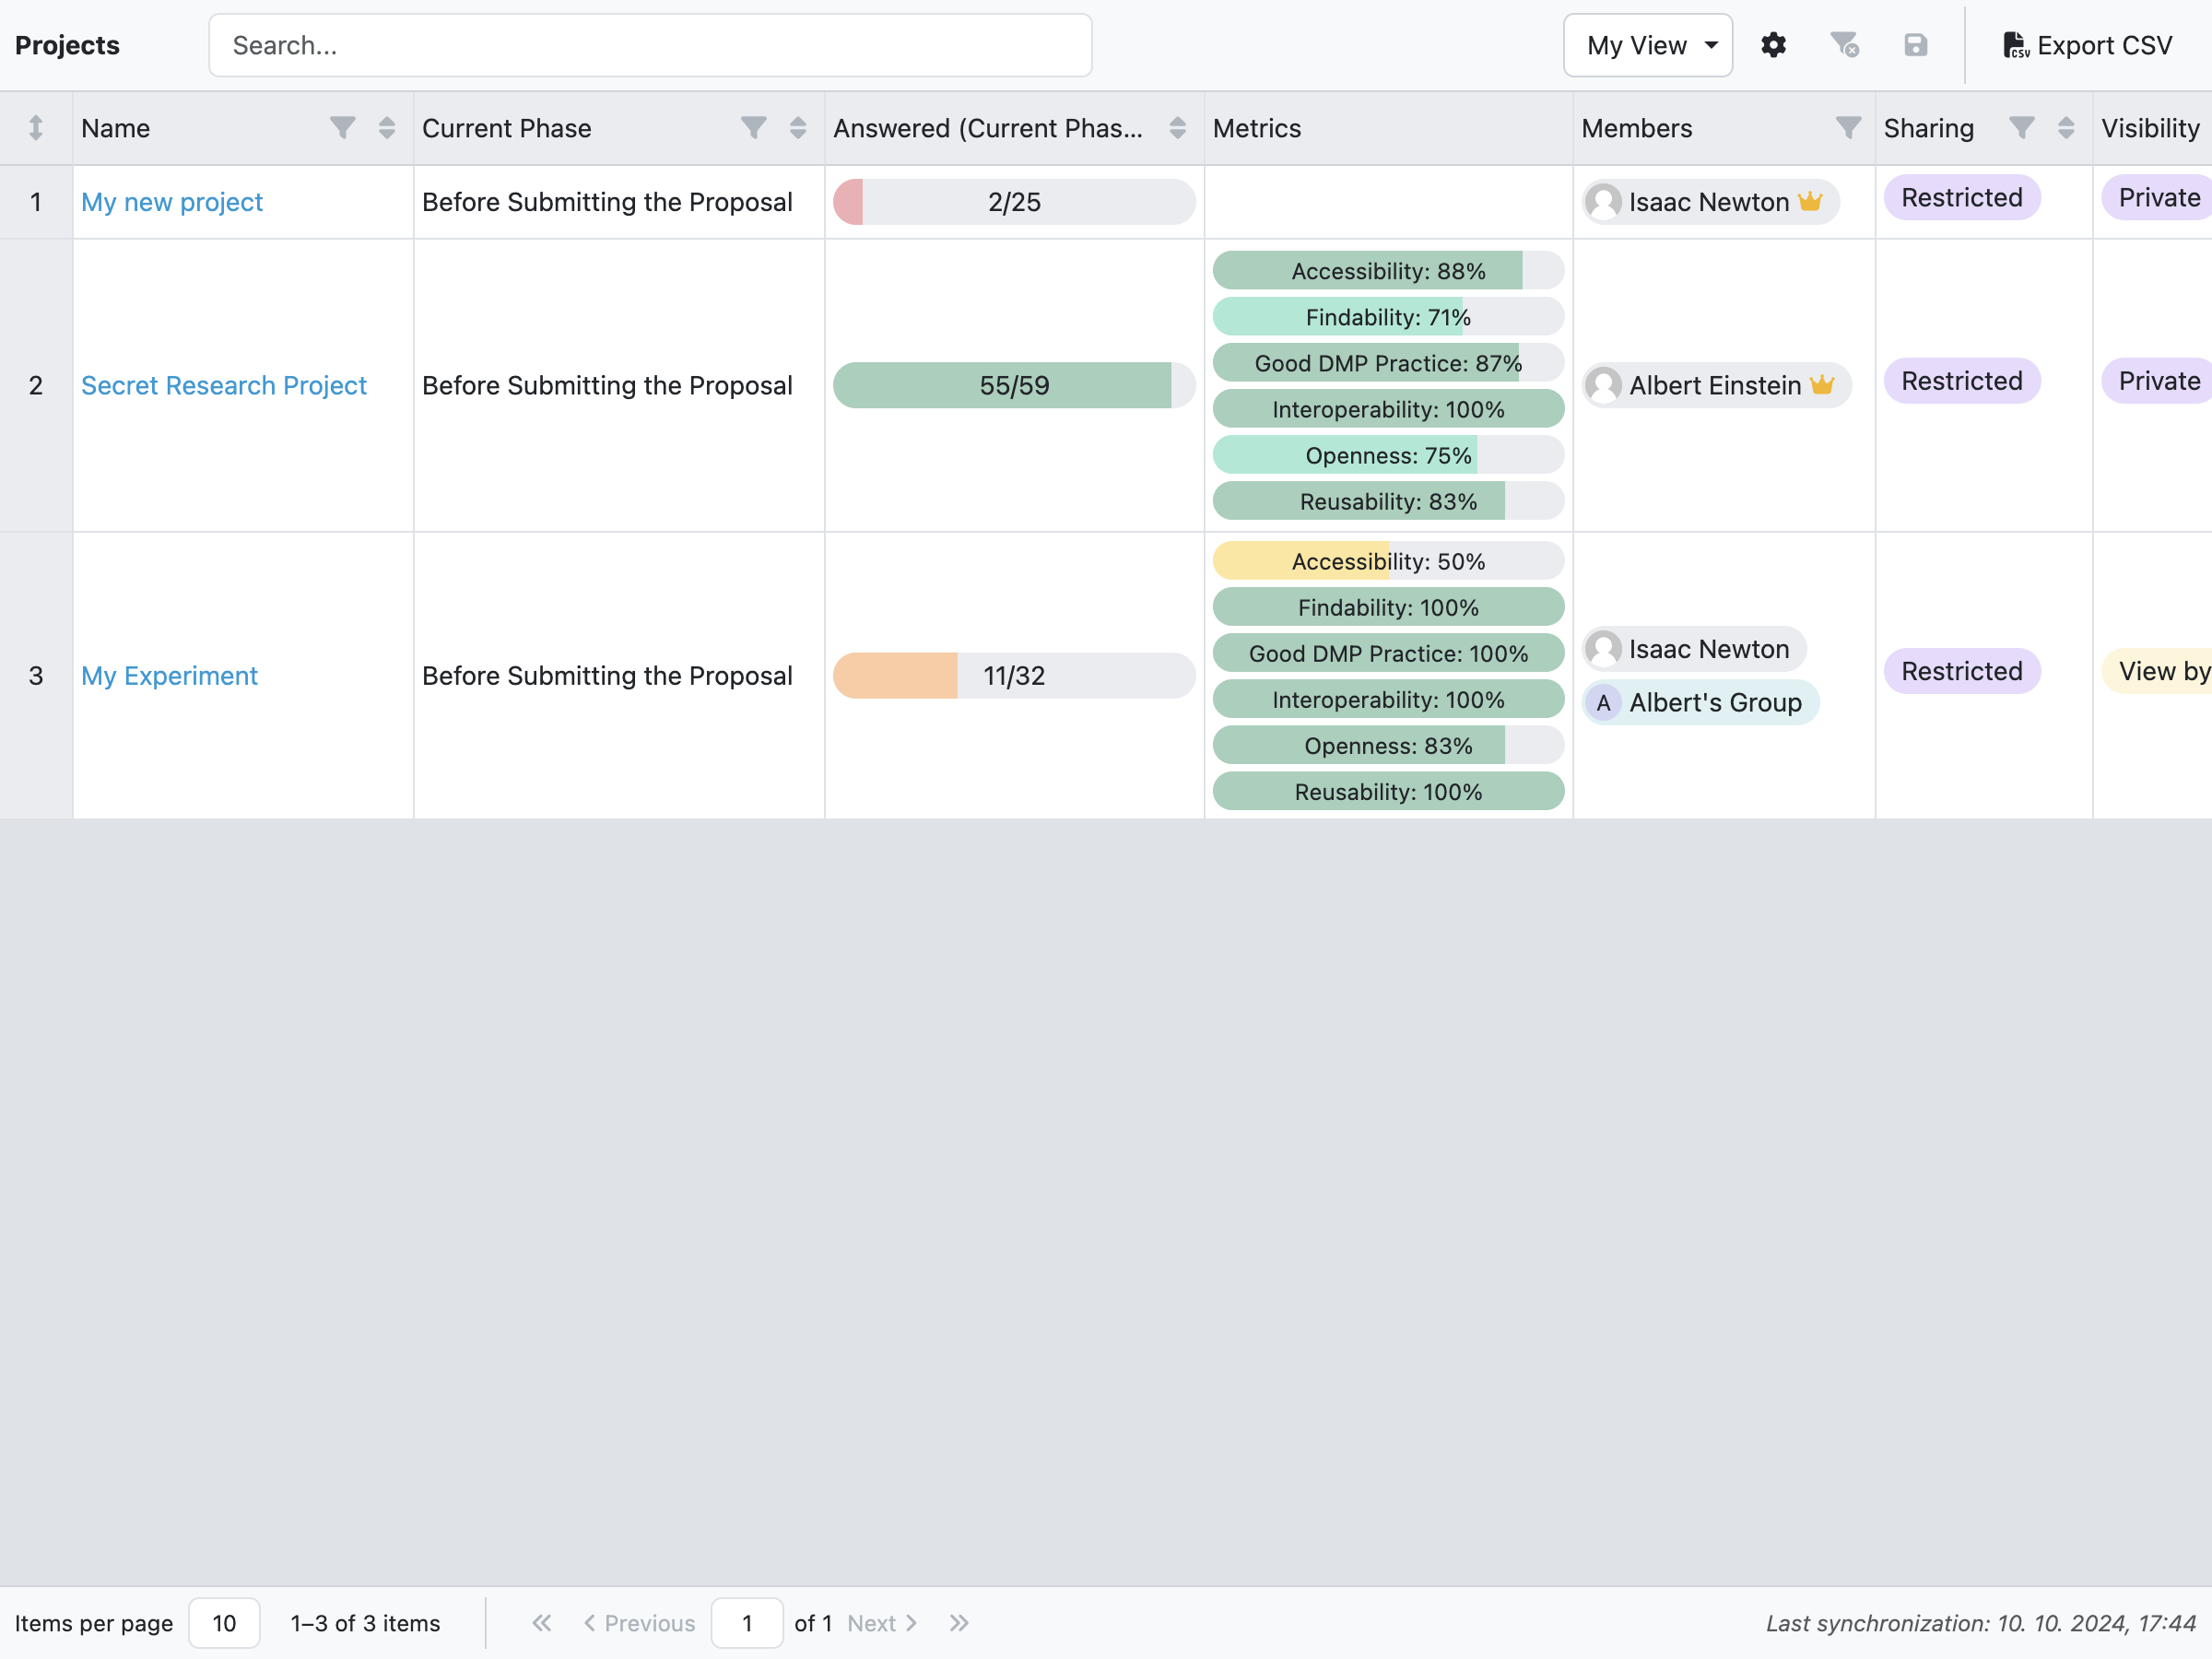 Projects Search... My View Export CSV
Name Current Phase Answered (Current Phas... Metrics Members Sharing Visibility
1 My new project Before Submitting the Proposal 2/25 Isaac Newton Restricted Private
2 Secret Research Project Before Submitting the Proposal 55/59
Accessibility: 88%
Findability: 71%
Good DMP Practice: 87%
Interoperability: 100%
Openness: 75%
Reusability: 83%
Albert Einstein Restricted Private
3 My Experiment Before Submitting the Proposal 11/32
Accessibility: 50%
Findability: 100%
Good DMP Practice: 100%
Interoperability: 100%
Openness: 83%
Reusability: 100%
Isaac Newton
A Albert's Group
Restricted View by
Items per page 10 1–3 of 3 items Previous 1 of 1 Next Last synchronization: 10. 10. 2024, 17:44